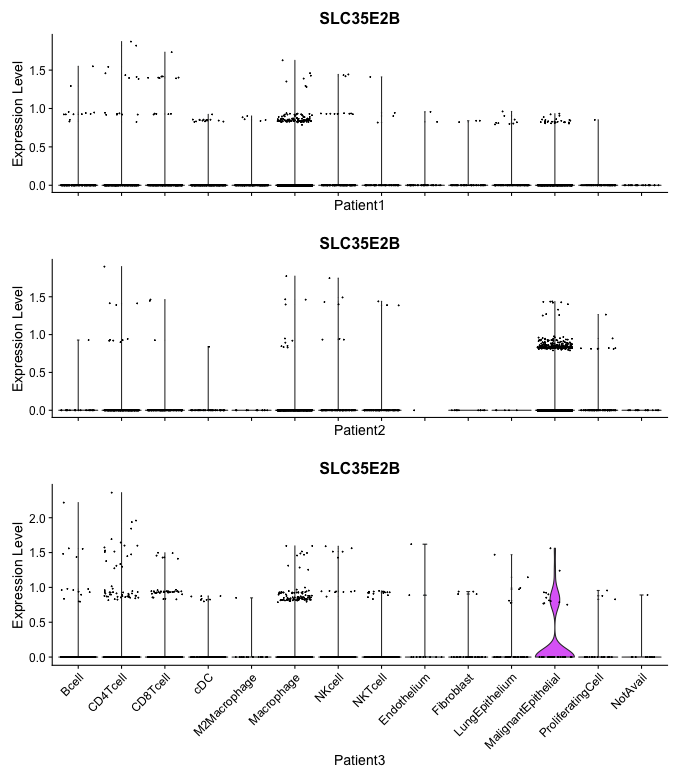 SLC35E2B
Expression Level
1.5
1.0
0.5
0.0
Patient1
SLC35E2B
Expression Level
1.5
1.0
0.5
0.0
Patient2
SLC35E2B
Expression Level
2.0
1.5
1.0
0.5
0.0
Bcell
CD4Tcell
CD8Tcell
cDC
M2Macrophage
Macrophage
NKcell
NKTcell
Endothelium
Fibroblast
LungEpithelium
MalignantEpithelial
ProliferatingCell
NotAvail
Patient3